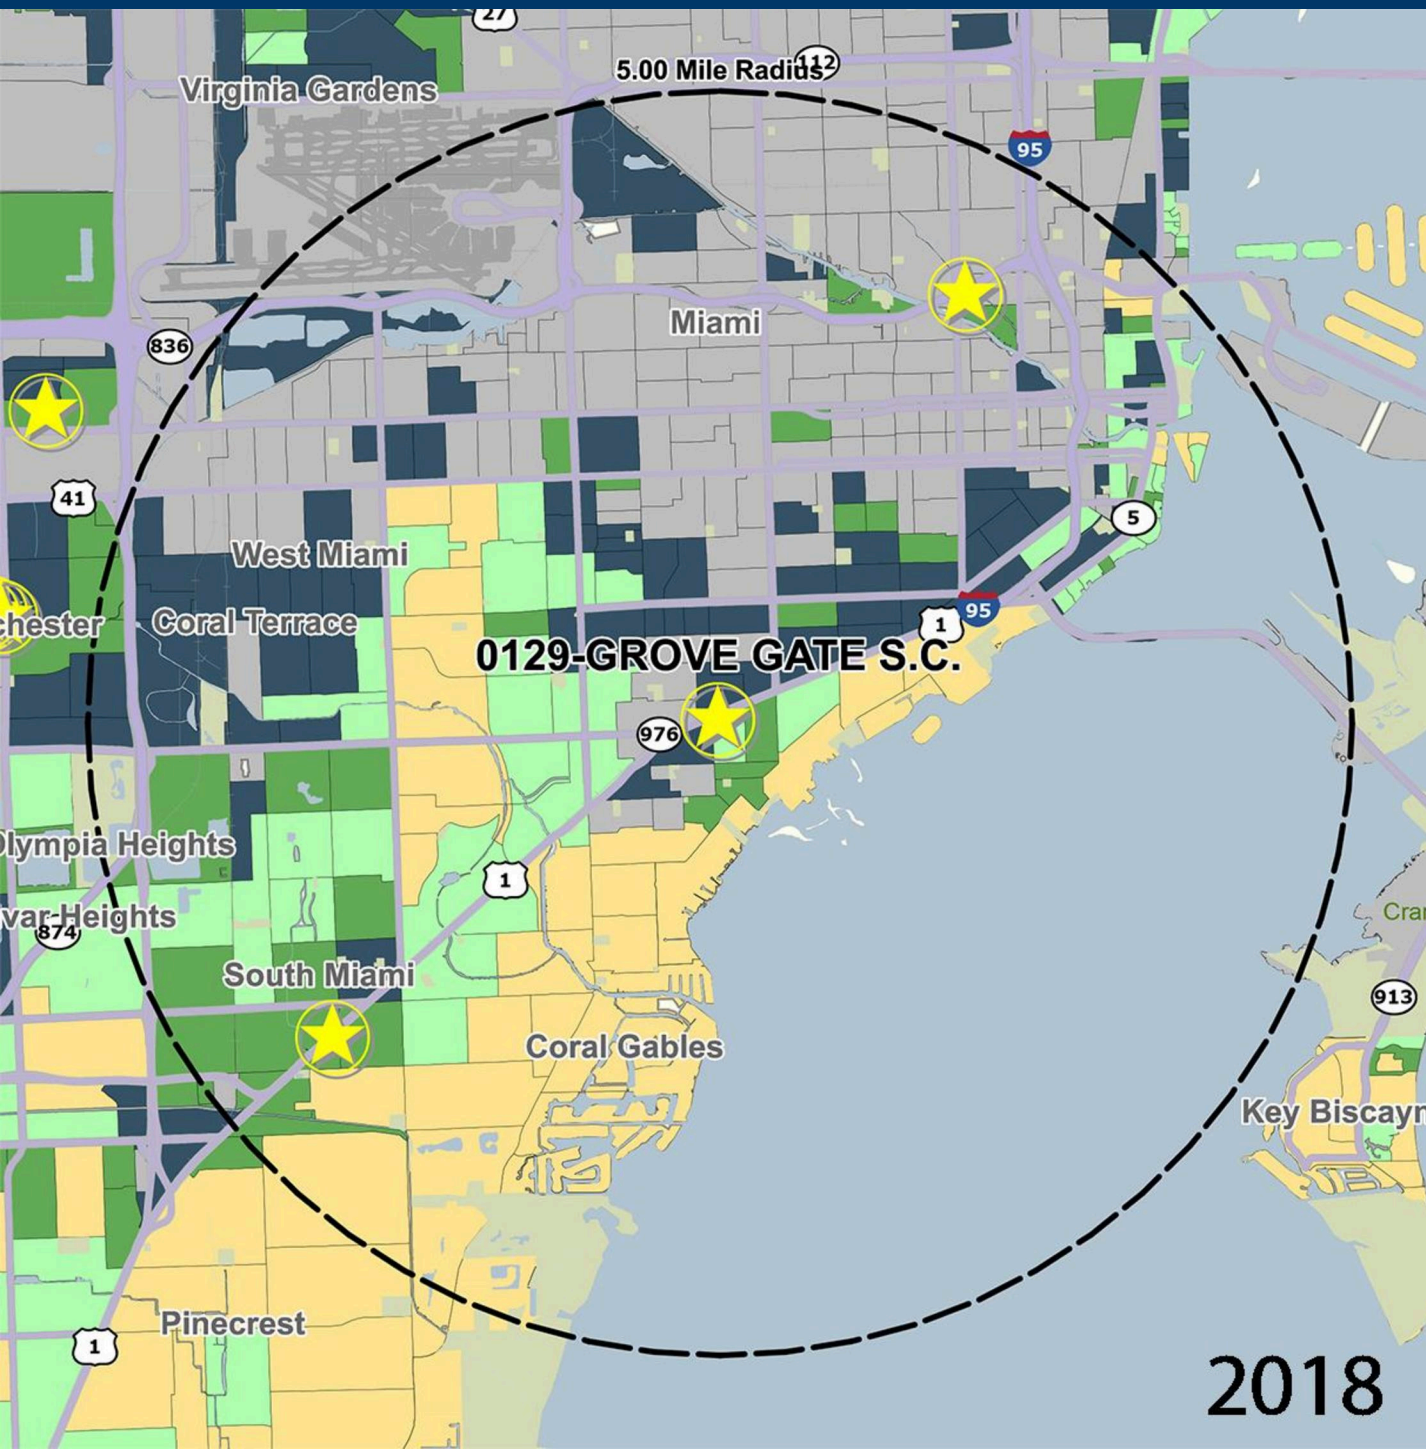 27
5.00 Mile Radius
112
Virginia Gardens
95
Miami
836
41
5
West Miami
chester
Coral Terrace
1
95
0129-GROVE GATE S.C.
976
Olympia Heights
1
var Heights
874
Cra
South Miami
913
Coral Gables
Key Biscayn
Pinecrest
1
2018